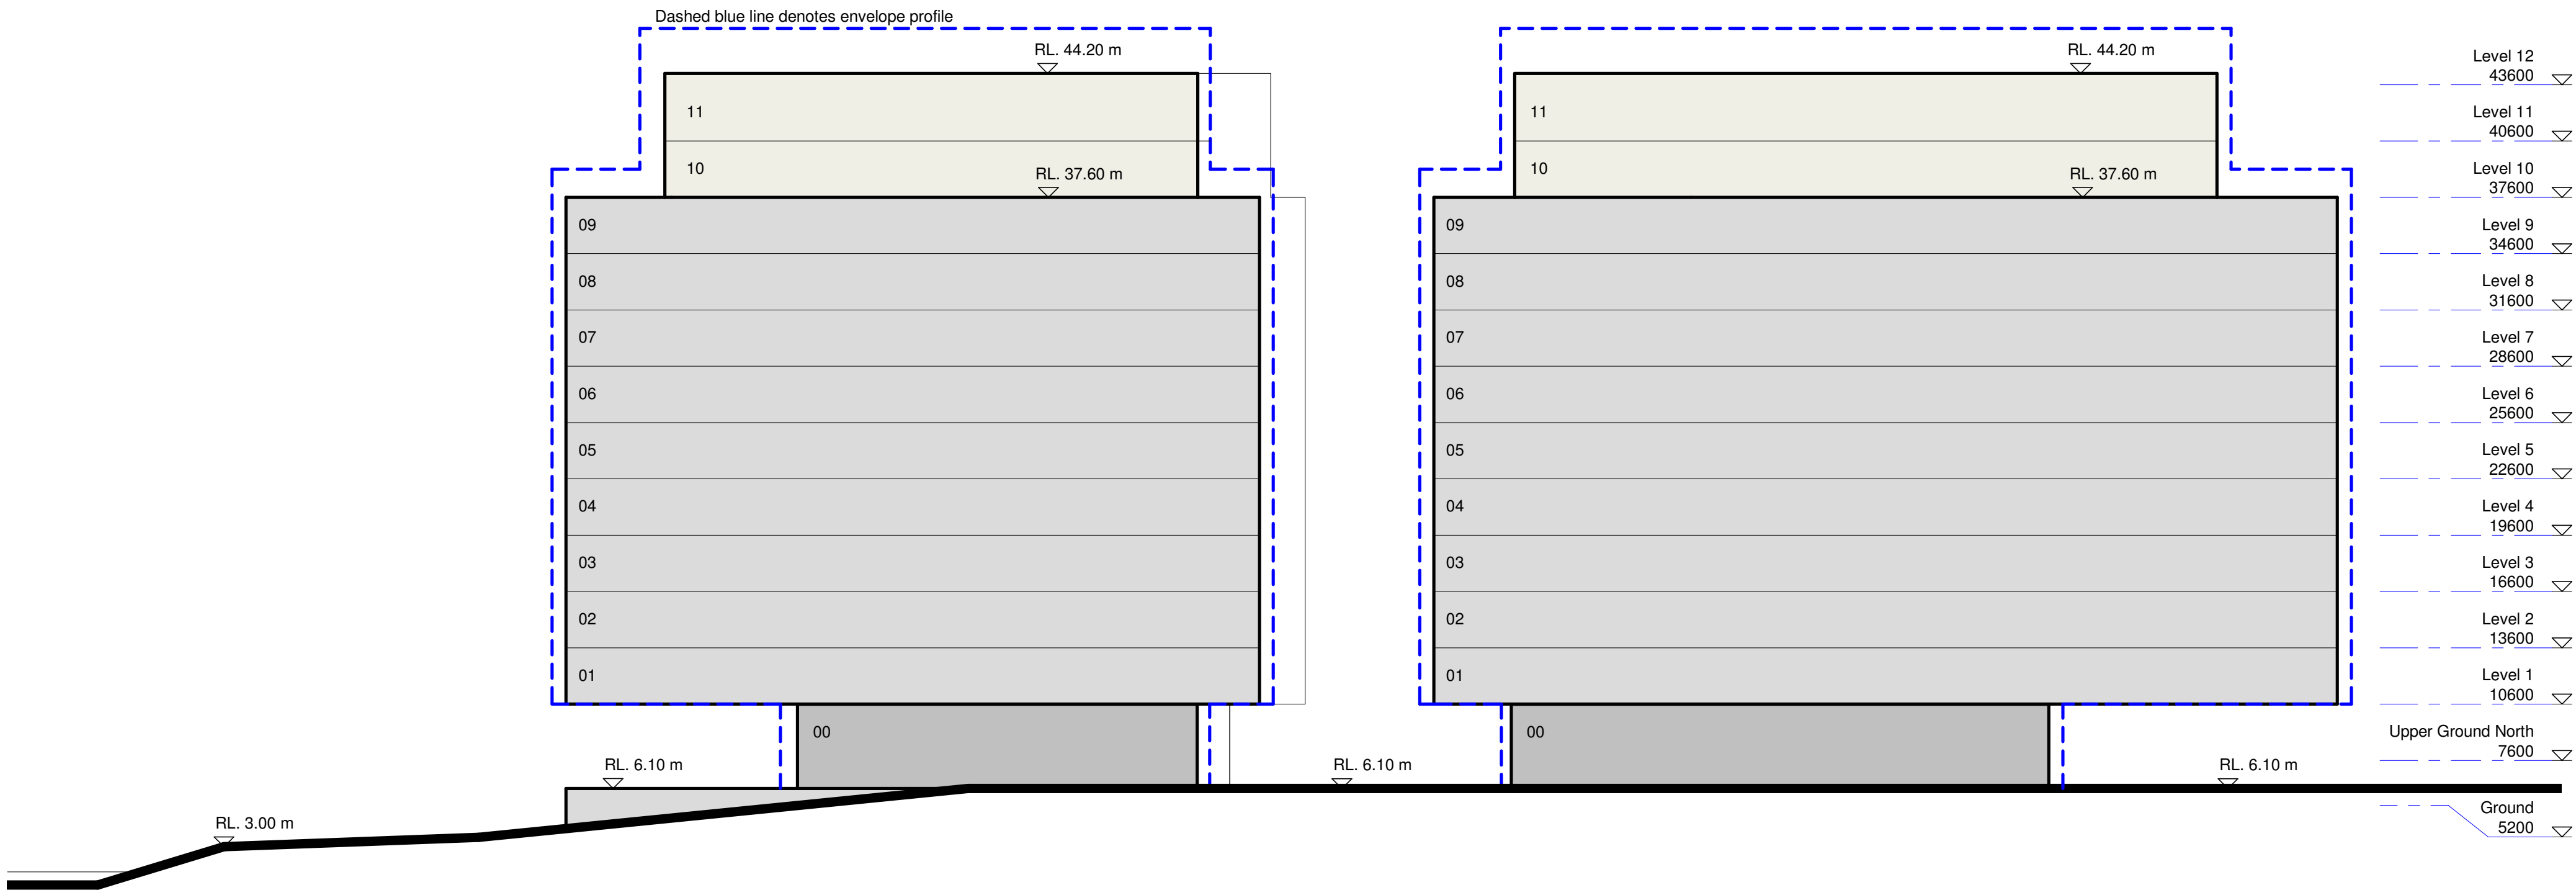 Dashed blue line denotes envelope profile
RL. 44.20 m
RL. 44.20 m
Level 12
43600
11
11
Level 11
40600
10
RL. 37.60 m
10
RL. 37.60 m
Level 10
37600
09
09
Level 9
34600
08
08
Level 8
31600
07
07
Level 7
28600
06
06
Level 6
25600
05
05
Level 5
22600
04
04
Level 4
19600
03
03
Level 3
16600
02
02
Level 2
13600
01
01
Level 1
10600
00
00
Upper Ground North
7600
RL. 6.10 m
RL. 6.10 m
RL. 6.10 m
RL. 3.00 m
Ground
5200